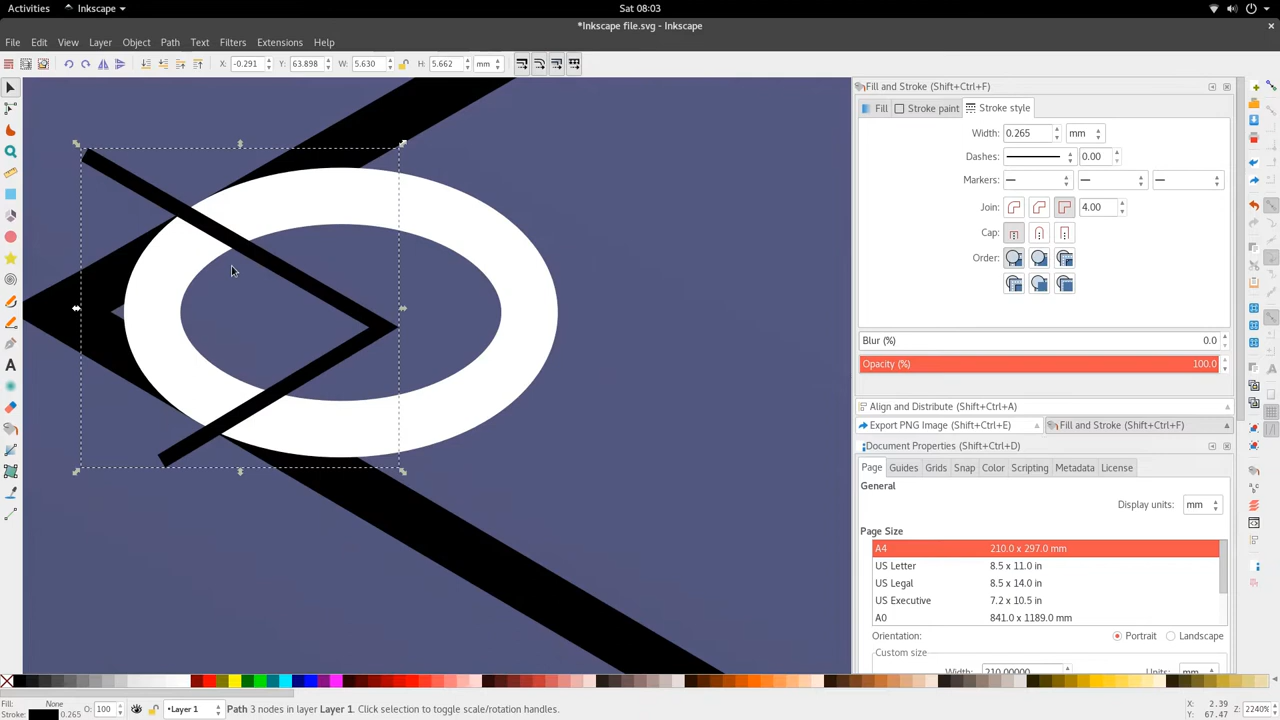 Activities Inkscape Sat 08:03
*Inkscape file.svg - Inkscape
File Edit View Layer Object Path Text Filters Extensions Help
X: -0.291 Y: 63.898 W: 5.630 H: 5.662 mm
Fill and Stroke (Shift+Ctrl+F)
Fill Stroke paint Stroke style
Width: 0.265 mm
Dashes: 0.00
Markers:
Join: 4.00
Cap:
Order:
Blur (%) 0.0
Opacity (%) 100.0
Align and Distribute (Shift+Ctrl+A)
Export PNG Image (Shift+Ctrl+E) Fill and Stroke (Shift+Ctrl+F)
Document Properties (Shift+Ctrl+D)
Page Guides Grids Snap Color Scripting Metadata License
General
Display units: mm
Page Size
A4 210.0 x 297.0 mm
US Letter 8.5 x 11.0 in
US Legal 8.5 x 14.0 in
US Executive 7.2 x 10.5 in
A0 841.0 x 1189.0 mm
Orientation: Portrait Landscape
Custom size
Width: 210.00000 Units: mm
Fill: None
Stroke: 0.265
O: 100 •Layer 1 Path 3 nodes in layer Layer 1. Click selection to toggle scale/rotation handles.
X: 2.39
Y: 67.47
Z: 2240%